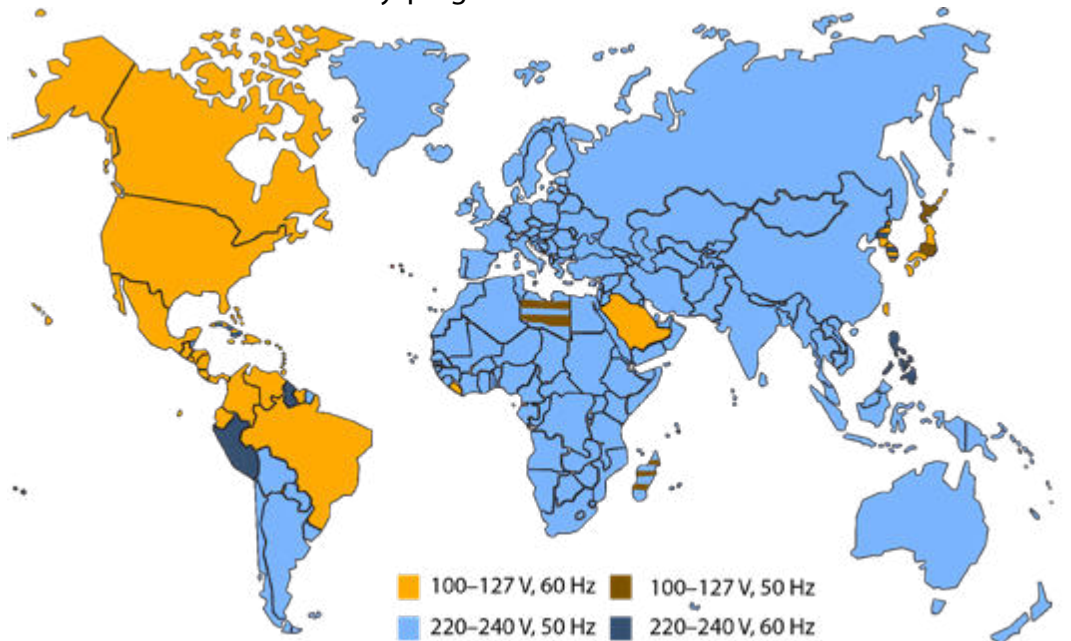 100–127 V, 60 Hz
100–127 V, 50 Hz
220–240 V, 50 Hz
220–240 V, 60 Hz